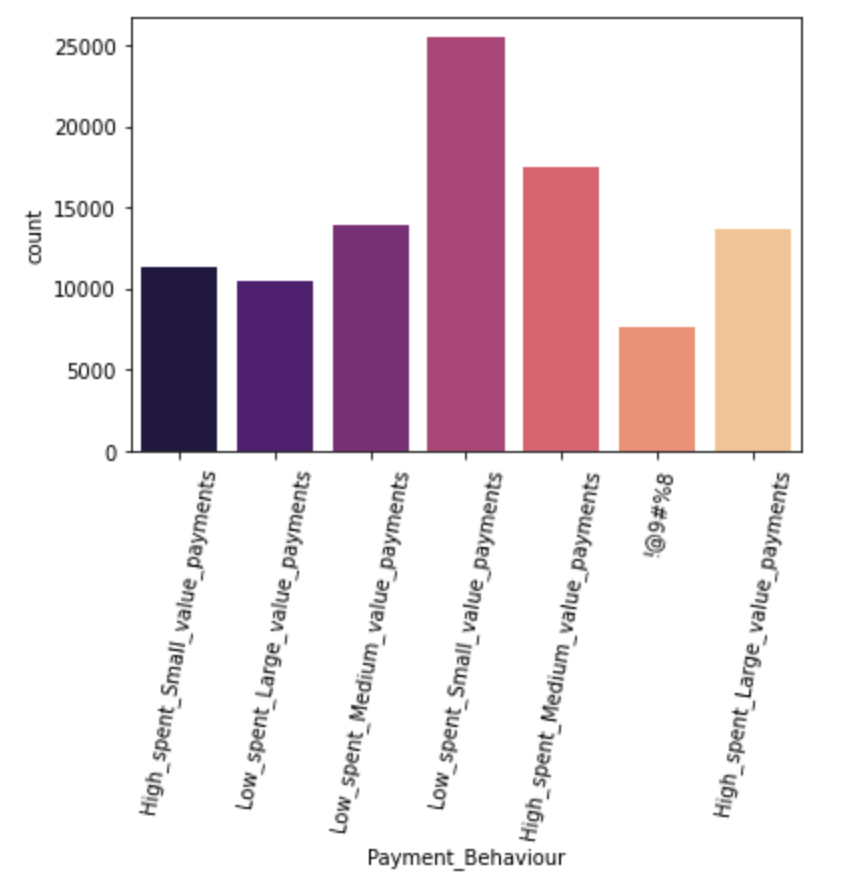 25000
20000
15000
10000
5000
0
count
High_spent_Small_value_payments
Low_spent_Large_value_payments
Low_spent_Medium_value_payments
Low_spent_Small_value_payments
High_spent_Medium_value_payments
!@9#%8
High_spent_Large_value_payments
Payment_Behaviour